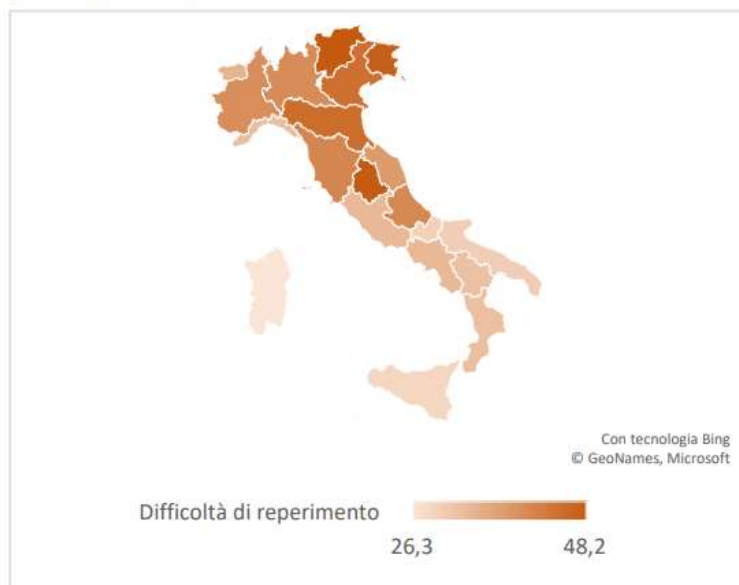 Con tecnologia Bing
© GeoNames, Microsoft
Difficoltà di reperimento
26,3
48,2